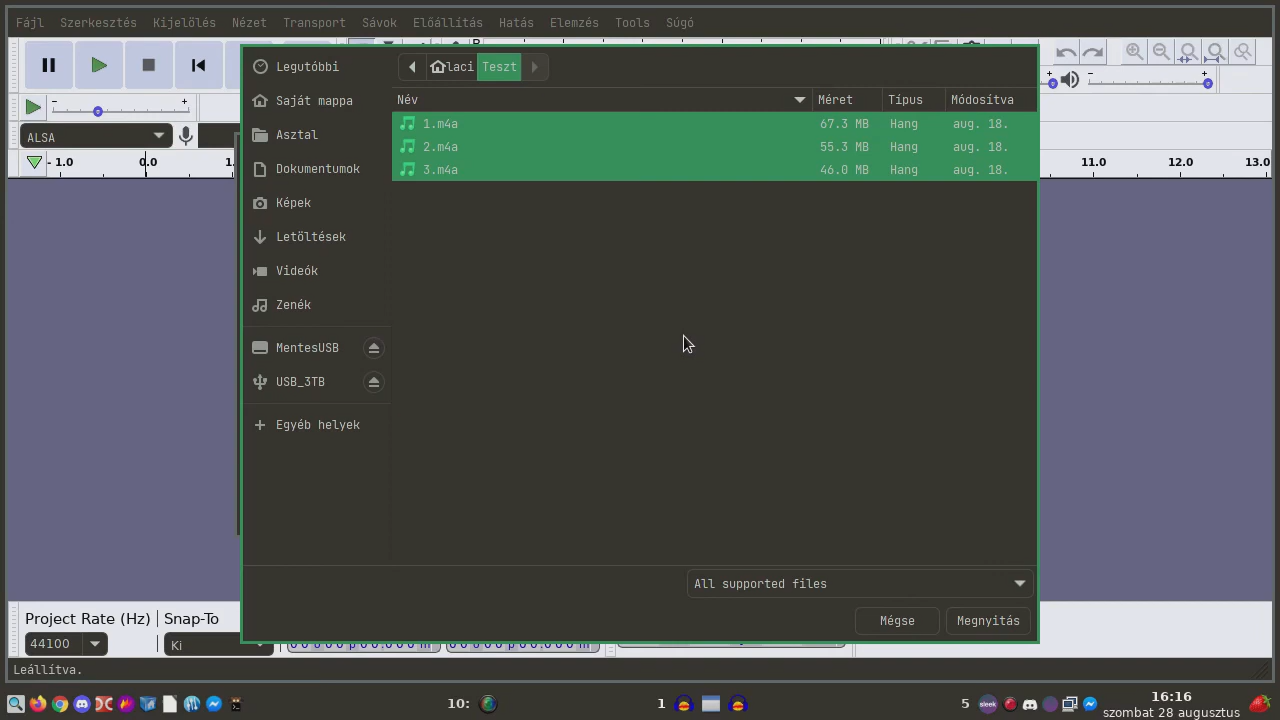 Fájl Szerkesztés Kijelölés Nézet Transport Sávok Előállítás Hatás Elemzés Tools Súgó
Legutóbbi
laci Teszt
Saját mappa
Név Méret Típus Módosítva
1.m4a 67.3 MB Hang aug. 18.
2.m4a 55.3 MB Hang aug. 18.
3.m4a 46.0 MB Hang aug. 18.
Asztal
Dokumentumok
Képek
Letöltések
Videók
Zenék
MentesUSB
USB_3TB
Egyéb helyek
ALSA
- 1.0 0.0 11.0 12.0 13.0
All supported files
Mégse Megnyitás
Project Rate (Hz) Snap-To
44100 Ki
Leállítva.
10: 1 5 sleek 16:16
szombat 28 augusztus